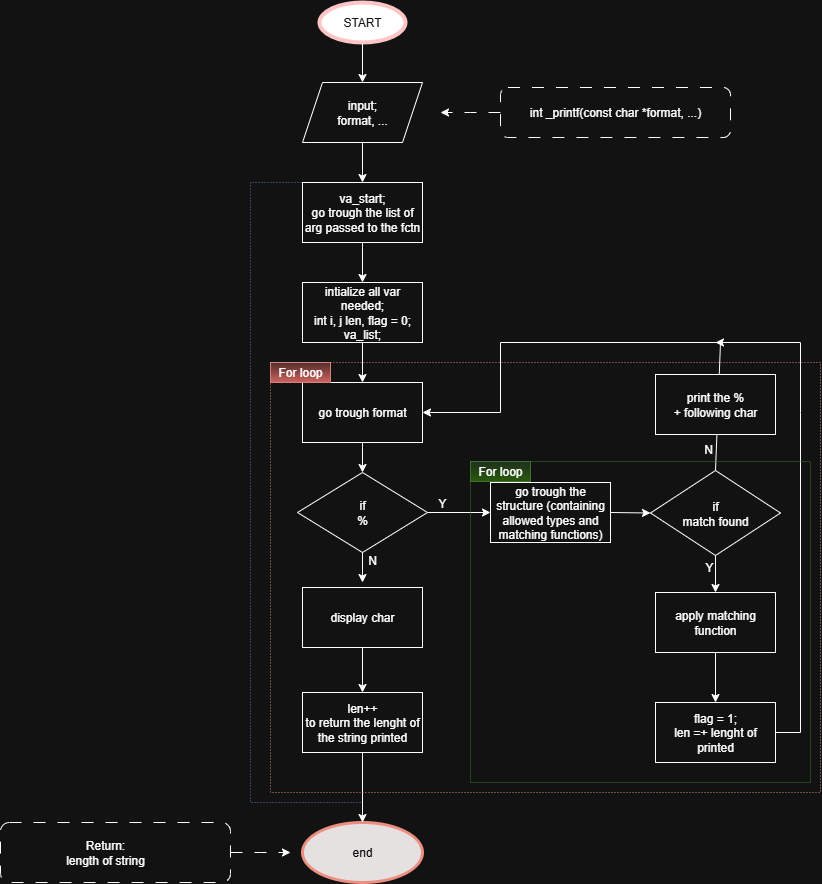 START
input;
format, ...
int _printf(const char *format, ...)
va_start;
go trough the list of
arg passed to the fctn
intialize all var
needed;
int i, j len, flag = 0;
va_list;
For loop
go trough format
print the %
+ following char
N
For loop
if
%
Y
go trough the
structure (containing
allowed types and
matching functions)
if
match found
N
Y
display char
apply matching
function
len++
to return the lenght of
the string printed
flag = 1;
len =+ lenght of
printed
Return:
length of string
end